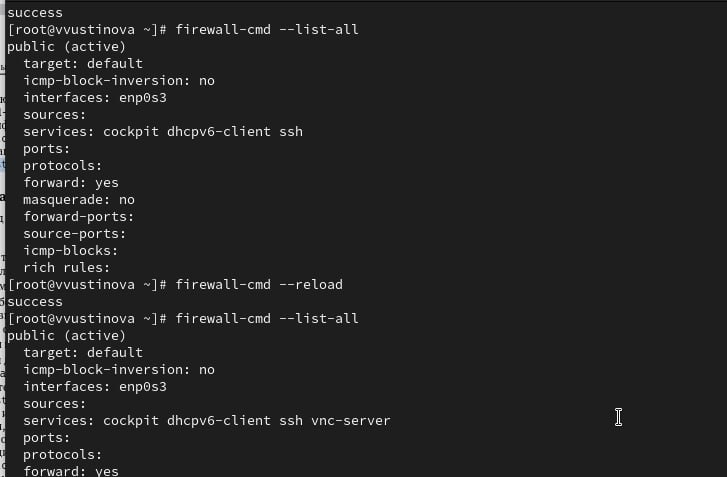 success
[root@vvustinova ~]# firewall-cmd --list-all
public (active)
  target: default
  icmp-block-inversion: no
  interfaces: enp0s3
  sources:
  services: cockpit dhcpv6-client ssh
  ports:
  protocols:
  forward: yes
  masquerade: no
  forward-ports:
  source-ports:
  icmp-blocks:
  rich rules:
[root@vvustinova ~]# firewall-cmd --reload
success
[root@vvustinova ~]# firewall-cmd --list-all
public (active)
  target: default
  icmp-block-inversion: no
  interfaces: enp0s3
  sources:
  services: cockpit dhcpv6-client ssh vnc-server
  ports:
  protocols:
  forward: yes